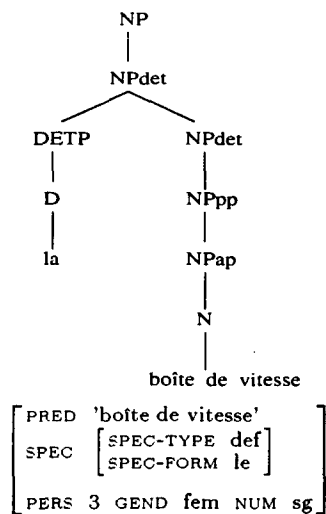 NP
NPdet
DETP NPdet
D NPpp
la NPap
N
boîte de vitesse
PRED 'boîte de vitesse'
SPEC SPEC-TYPE def
SPEC-FORM le
PERS 3 GEND fem NUM sg